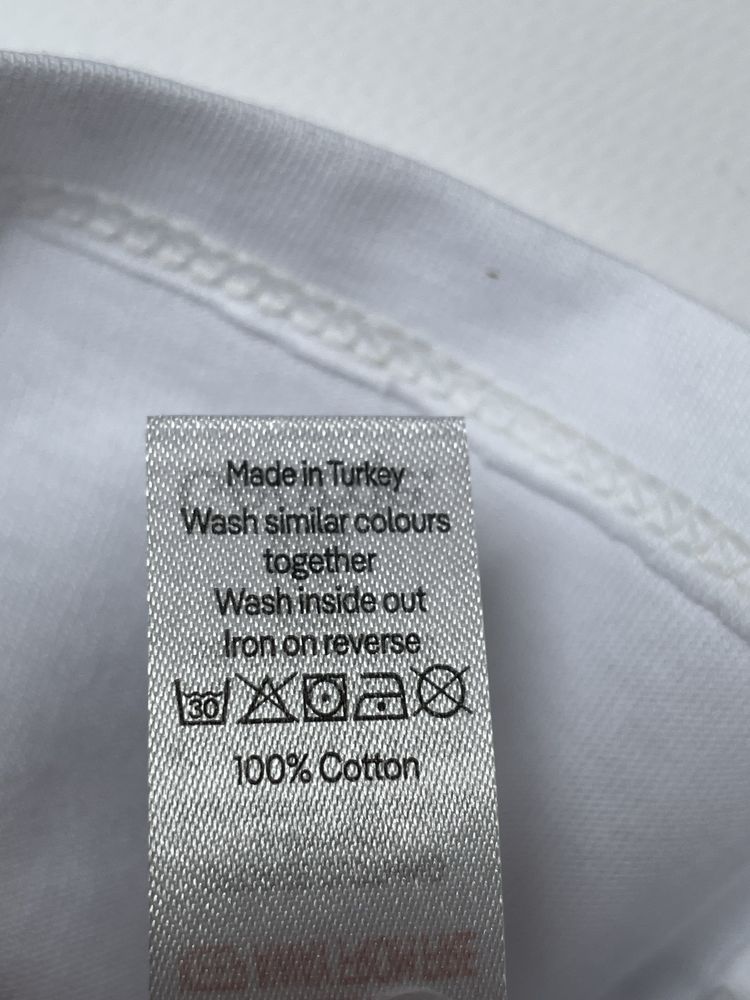 Made in Turkey
Wash similar colours
together
Wash inside out
Iron on reverse
30
100% Cotton